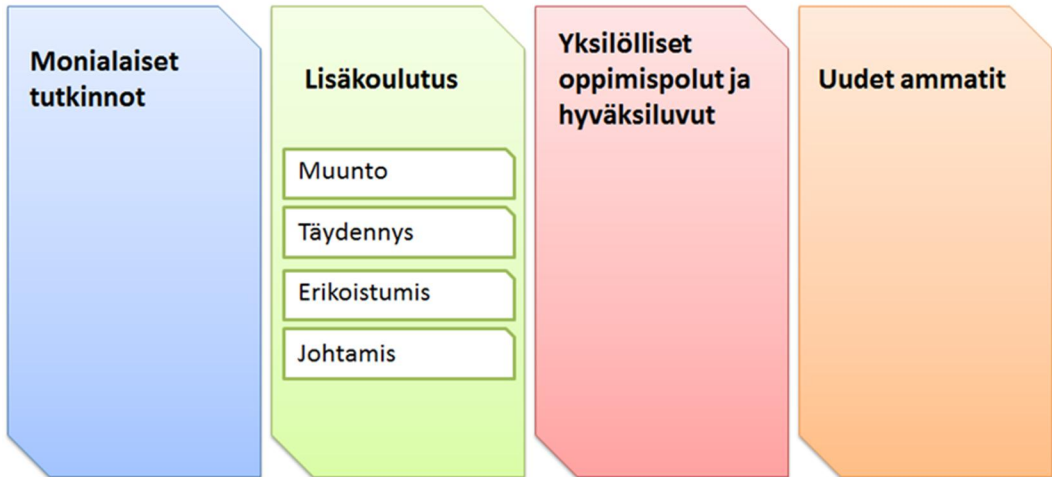 Monialaiset
tutkinnot
Lisäkoulutus
Muunto
Täydennys
Erikoistumis
Johtamis
Yksilölliset
oppimispolut ja
hyväksiluvut
Uudet ammatit